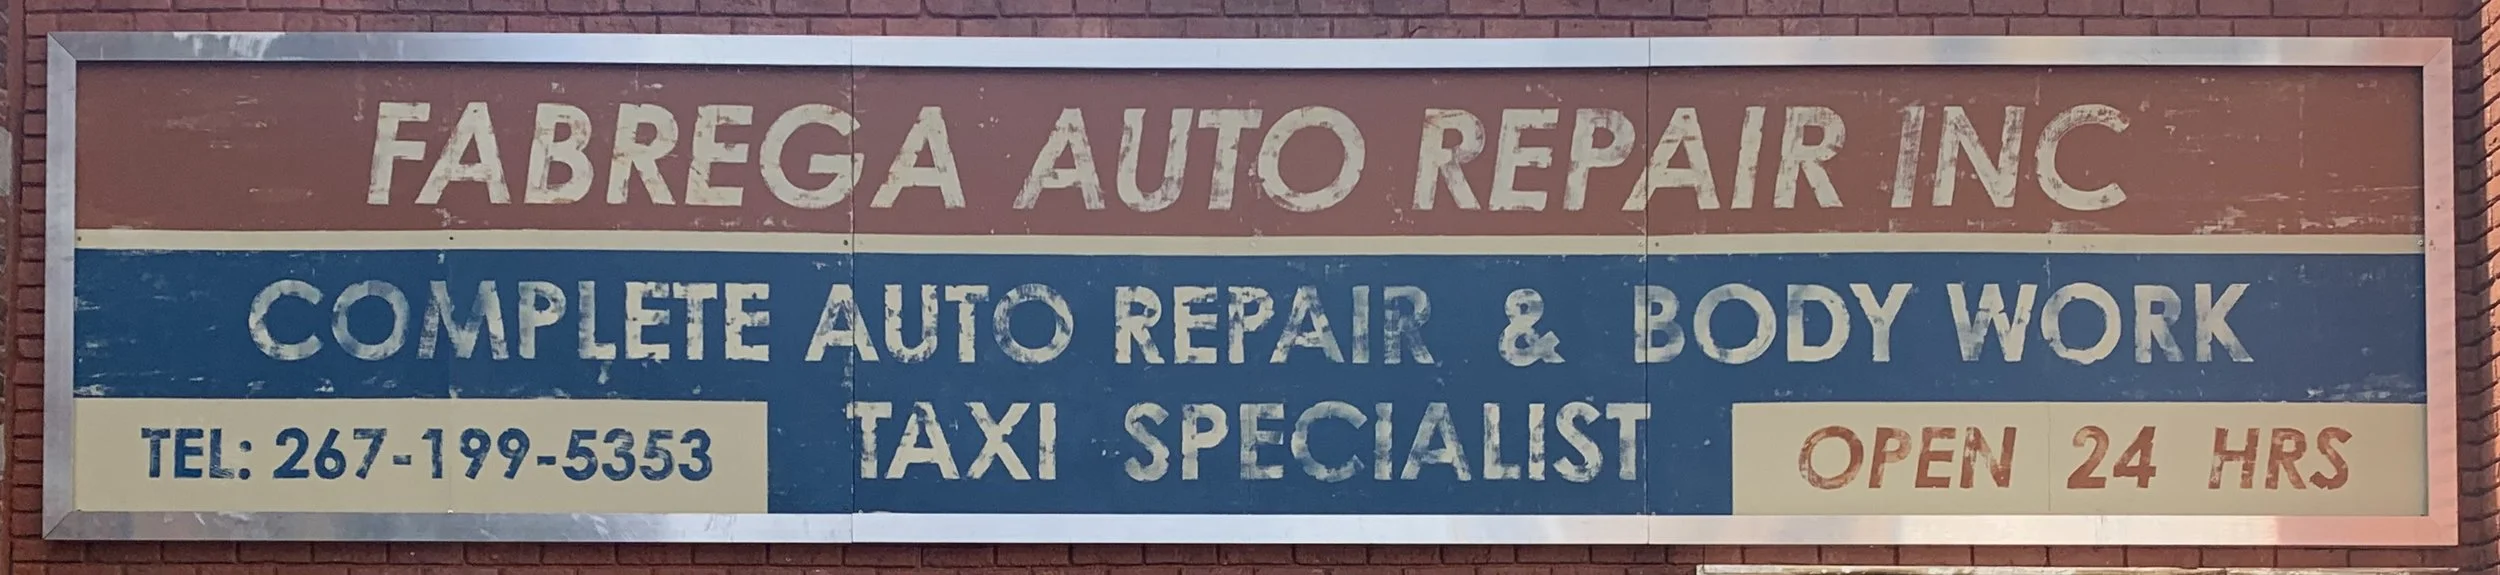 FABREGA AUTO REPAIR INC
COMPLETE AUTO REPAIR & BODY WORK
TEL: 267-199-5353
TAXI SPECIALIST
OPEN 24 HRS